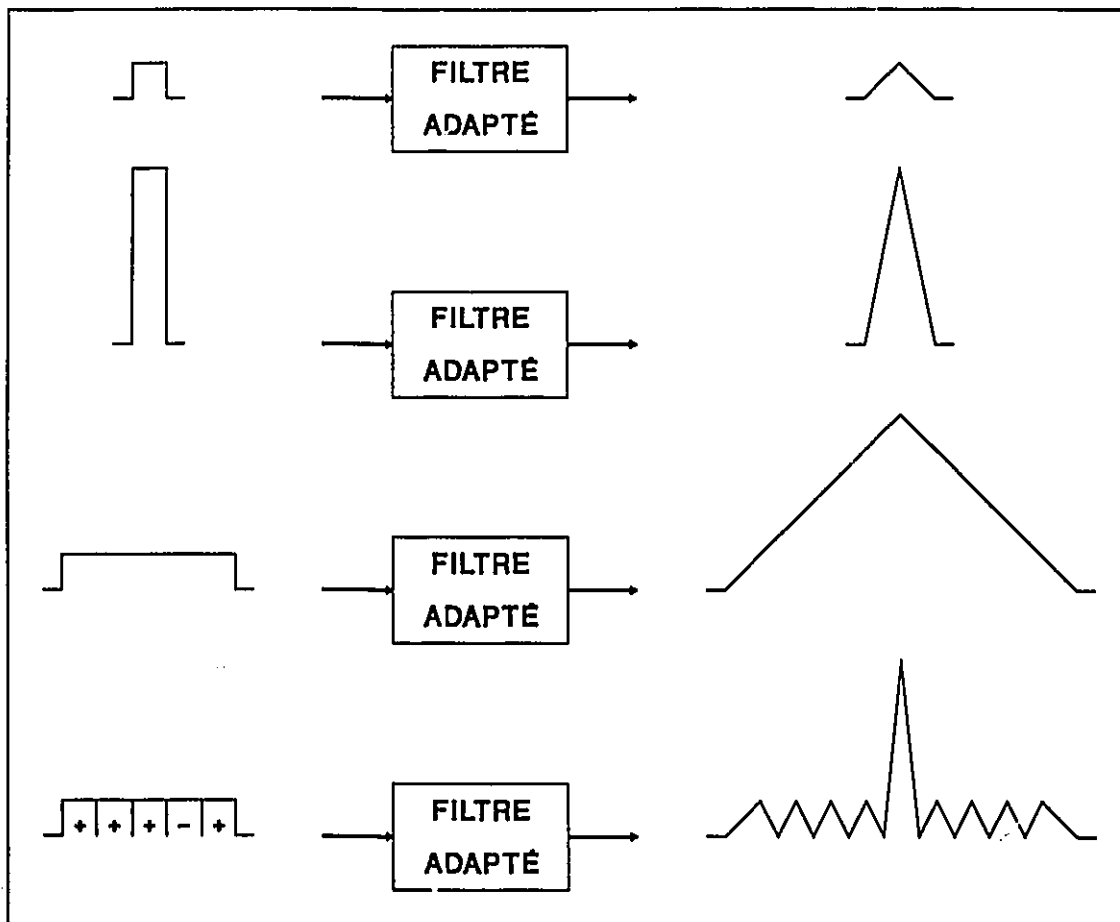 FILTRE
ADAPTÉ
FILTRE
ADAPTÉ
FILTRE
ADAPTÉ
+ + + - +
FILTRE
ADAPTÉ